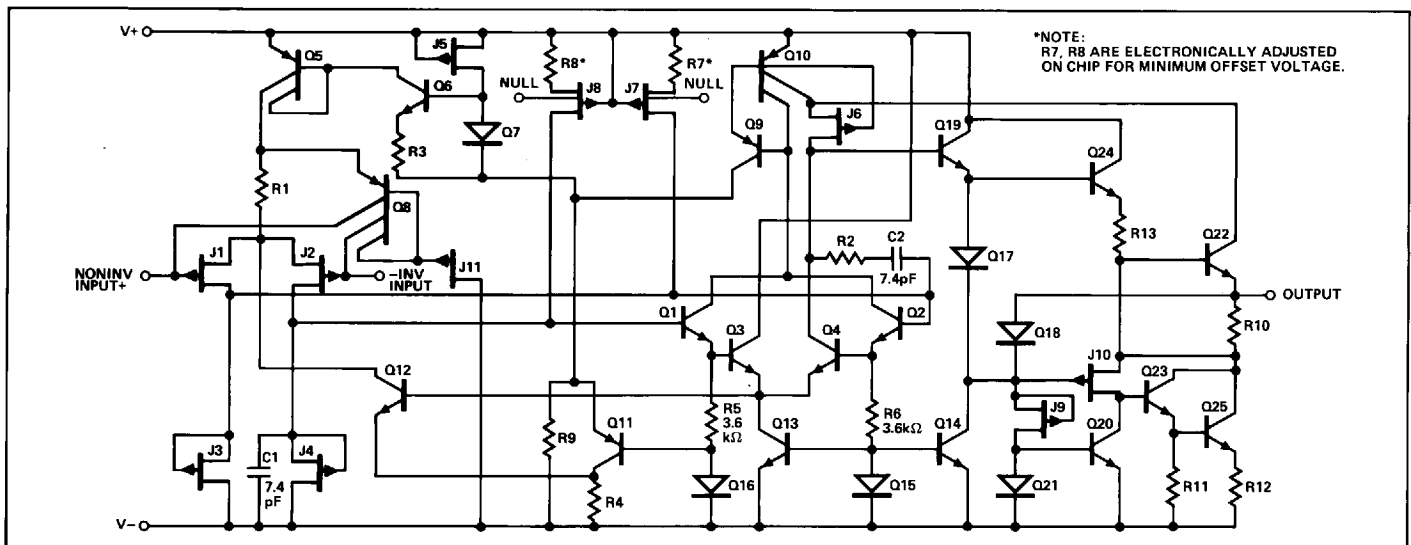 V+
*NOTE:
R7, R8 ARE ELECTRONICALLY ADJUSTED
ON CHIP FOR MINIMUM OFFSET VOLTAGE.
Q5
J5
R8*
R7*
Q10
NULL
J8
J7
NULL
Q6
J6
Q7
Q9
Q19
Q24
R3
R1
Q8
R13
Q22
NONINV
INPUT+
J1
J2
-INV
INPUT
J11
R2
C2
7.4pF
Q17
OUTPUT
Q1
Q3
Q4
Q2
Q18
R10
J10
Q12
Q23
R5
3.6
kΩ
R6
3.6kΩ
J9
Q25
Q11
R9
Q13
Q14
Q20
J3
C1
7.4
pF
J4
R4
Q16
Q15
Q21
R11
R12
V-